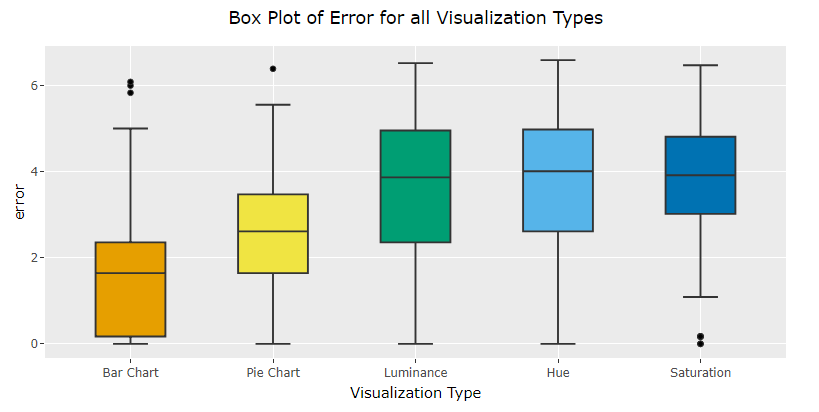 Box Plot of Error for all Visualization Types
error
6
4
2
0
Bar Chart Pie Chart Luminance Hue Saturation
Visualization Type